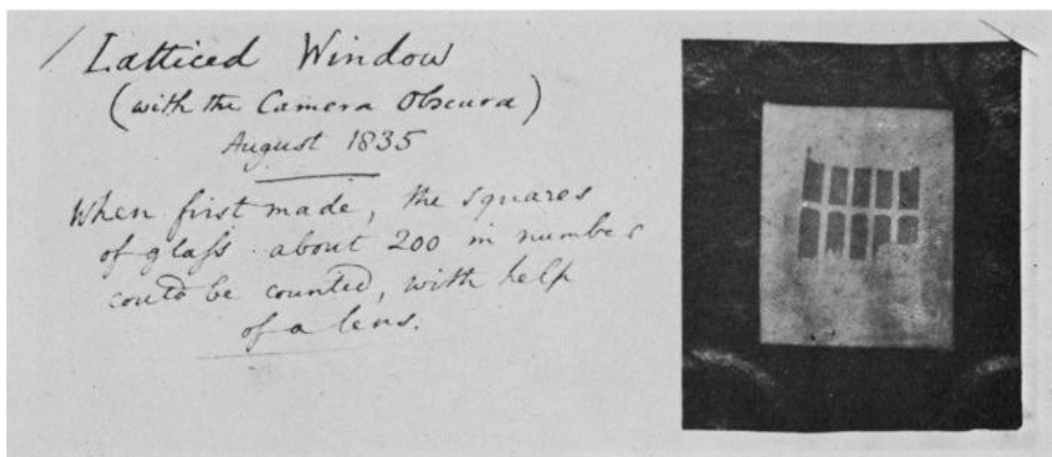 Latticed Window
(with the Camera Obscura)
August 1835
When first made, the squares
of glaſs about 200 in number
could be counted, with help
of a lens.